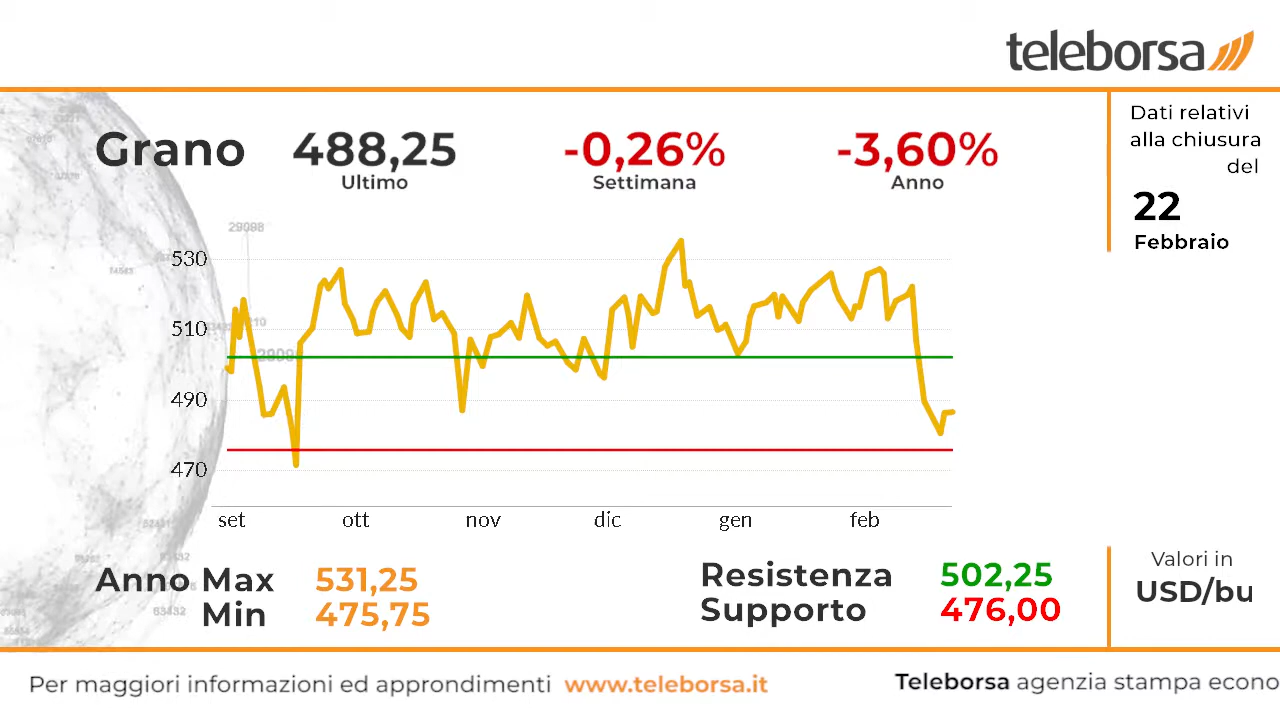 teleborsa
Dati relativi
alla chiusura
del
22
Febbraio
Grano 488,25 -0,26% -3,60%
Ultimo Settimana Anno
29098
530
510
490
470
set ott nov dic gen feb
Anno Max 531,25
Min 475,75
Resistenza 502,25
Supporto 476,00
Valori in
USD/bu
Per maggiori informazioni ed approndimenti www.teleborsa.it
Teleborsa agenzia stampa econo